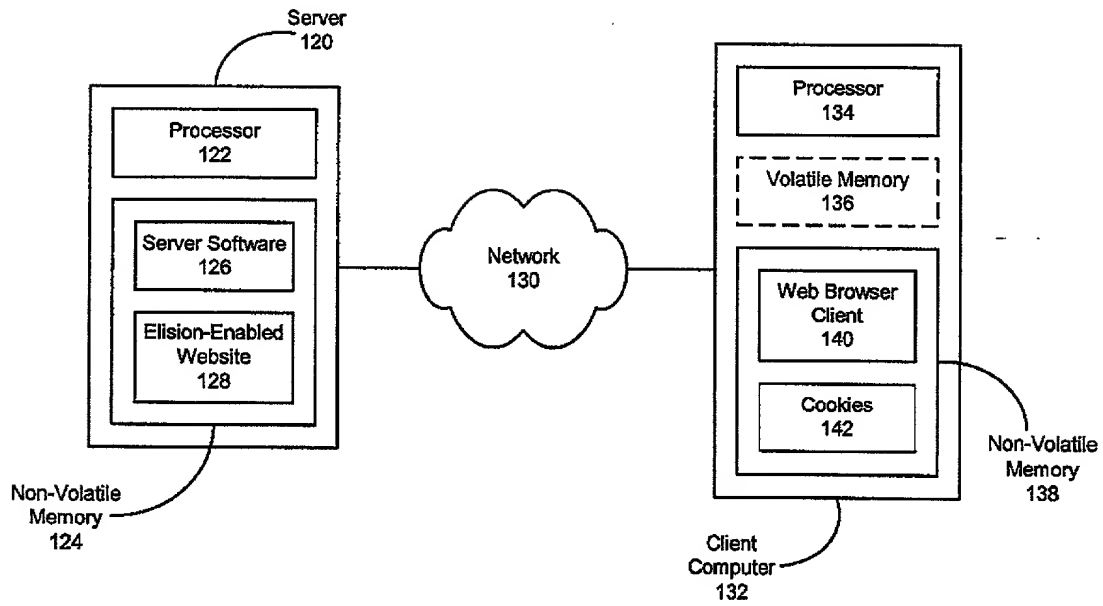 Server
120
Processor
122
Server Software
126
Elision-Enabled
Website
128
Non-Volatile
Memory
124
Network
130
Processor
134
Volatile Memory
136
Web Browser
Client
140
Cookies
142
Non-Volatile
Memory
138
Client
Computer
132